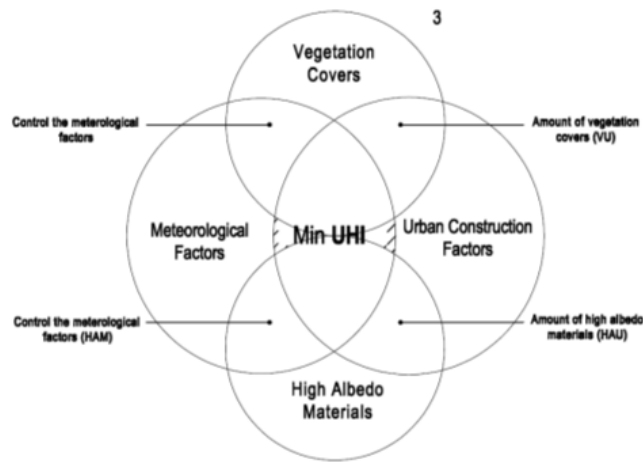 3
Vegetation
Covers
Control the meterological
factors
Amount of vegetation
covers (VU)
Meteorological
Factors
Min UHI
Urban Construction
Factors
Control the meterological
factors (HAM)
Amount of high albedo
materials (HAU)
High Albedo
Materials